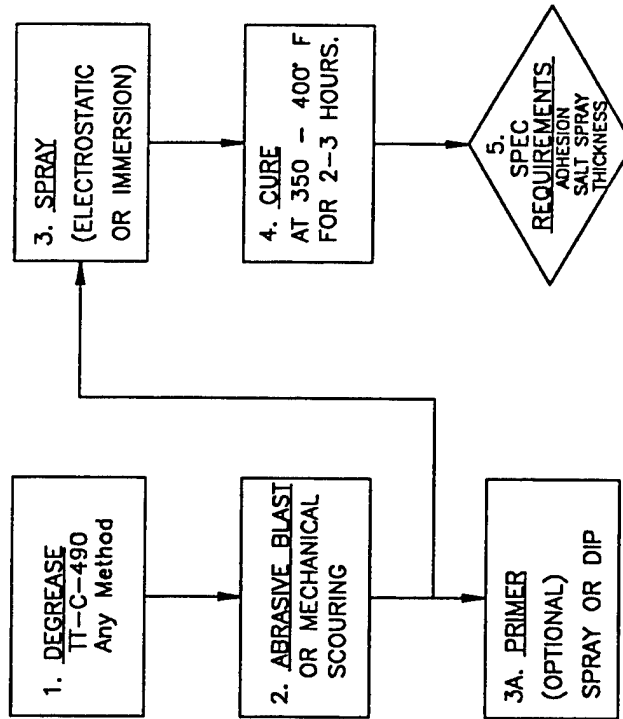 1. DEGREASE
TT-C-490
Any Method
2. ABRASIVE BLAST
OR MECHANICAL
SCOURING
3A. PRIMER
(OPTIONAL)
SPRAY OR DIP
3. SPRAY
(ELECTROSTATIC
OR IMMERSION)
4. CURE
AT 350 - 400° F
FOR 2-3 HOURS.
5.
SPEC
REQUIREMENTS
ADHESION
SALT SPRAY
THICKNESS